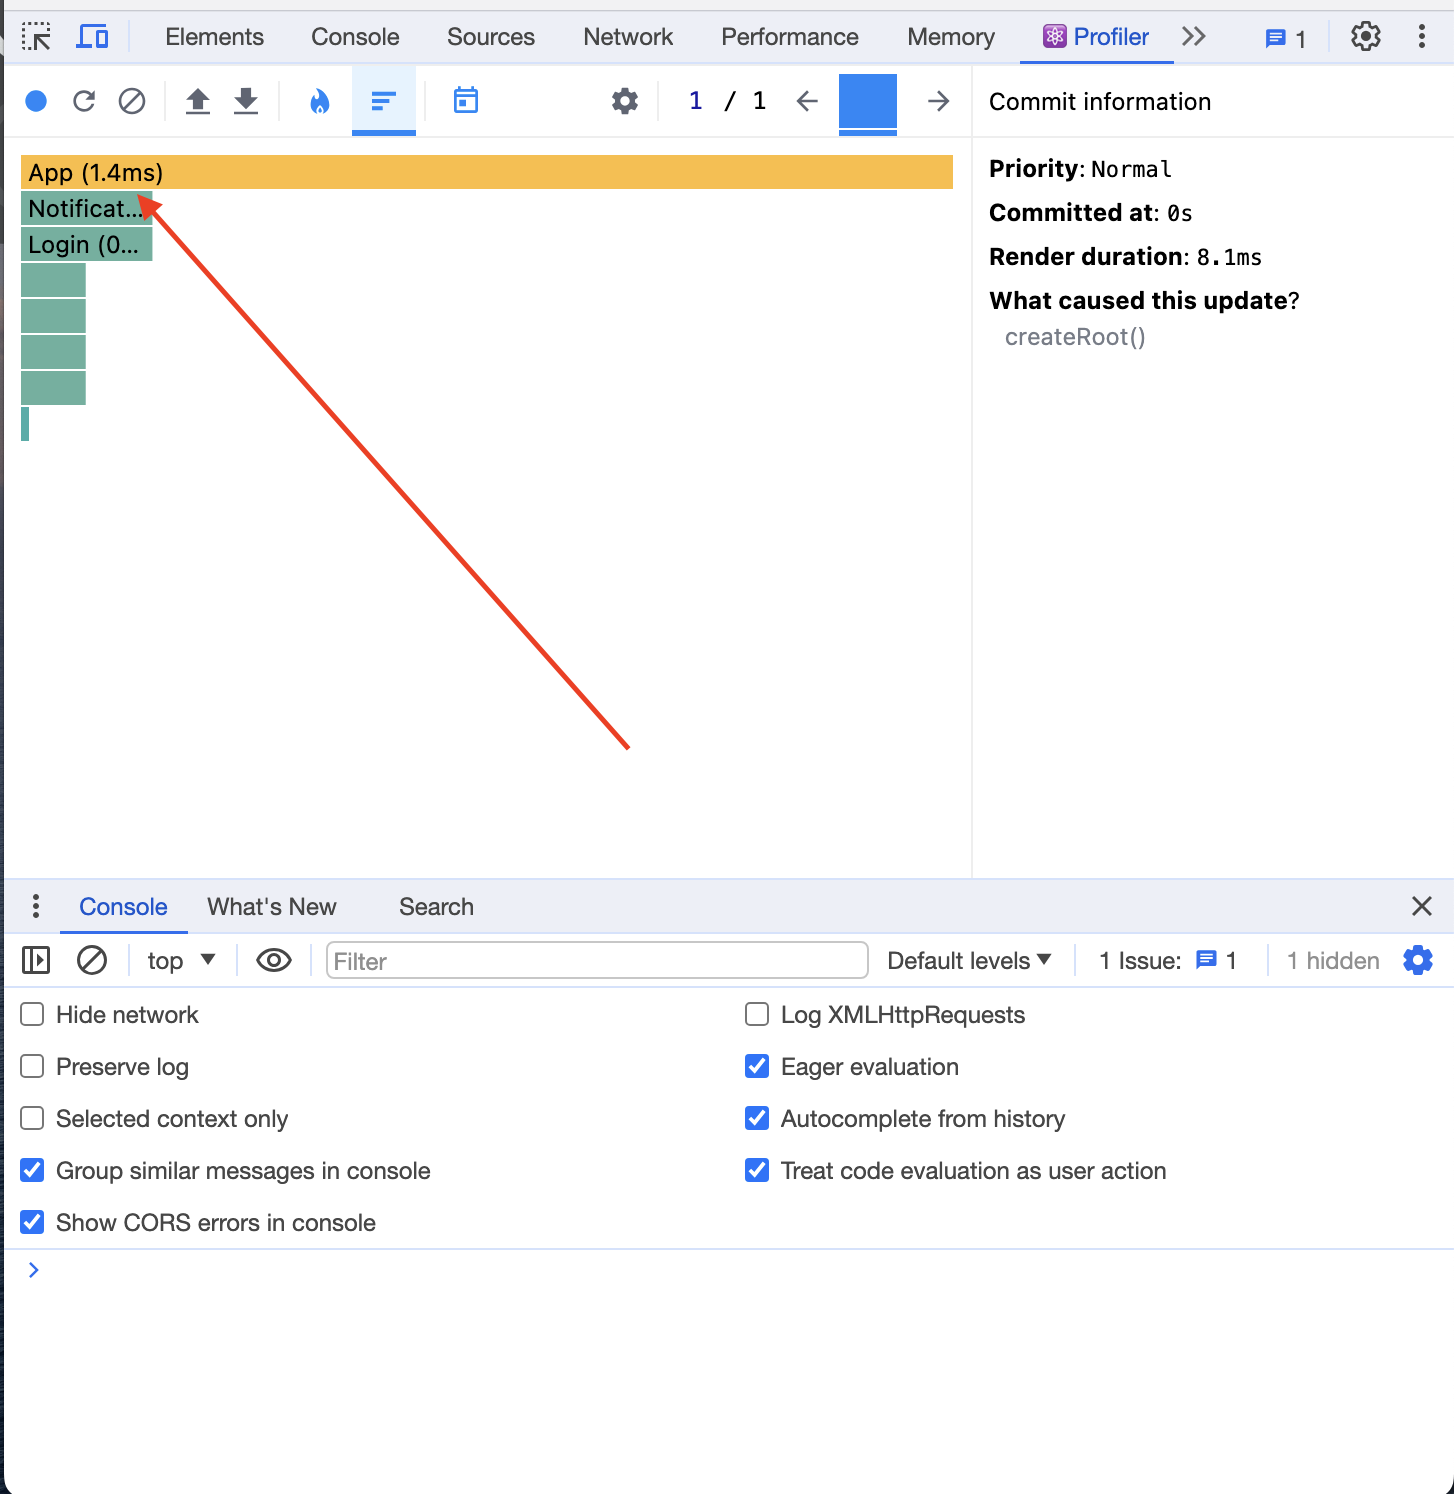 Elements Console Sources Network Performance Memory Profiler 1
1 / 1
Commit information
App (1.4ms)
Notificat...
Login (0...
Priority: Normal
Committed at: 0s
Render duration: 8.1ms
What caused this update?
createRoot()
Console What's New Search
top Filter Default levels 1 Issue: 1 1 hidden
Hide network
Log XMLHttpRequests
Preserve log
Eager evaluation
Selected context only
Autocomplete from history
Group similar messages in console
Treat code evaluation as user action
Show CORS errors in console